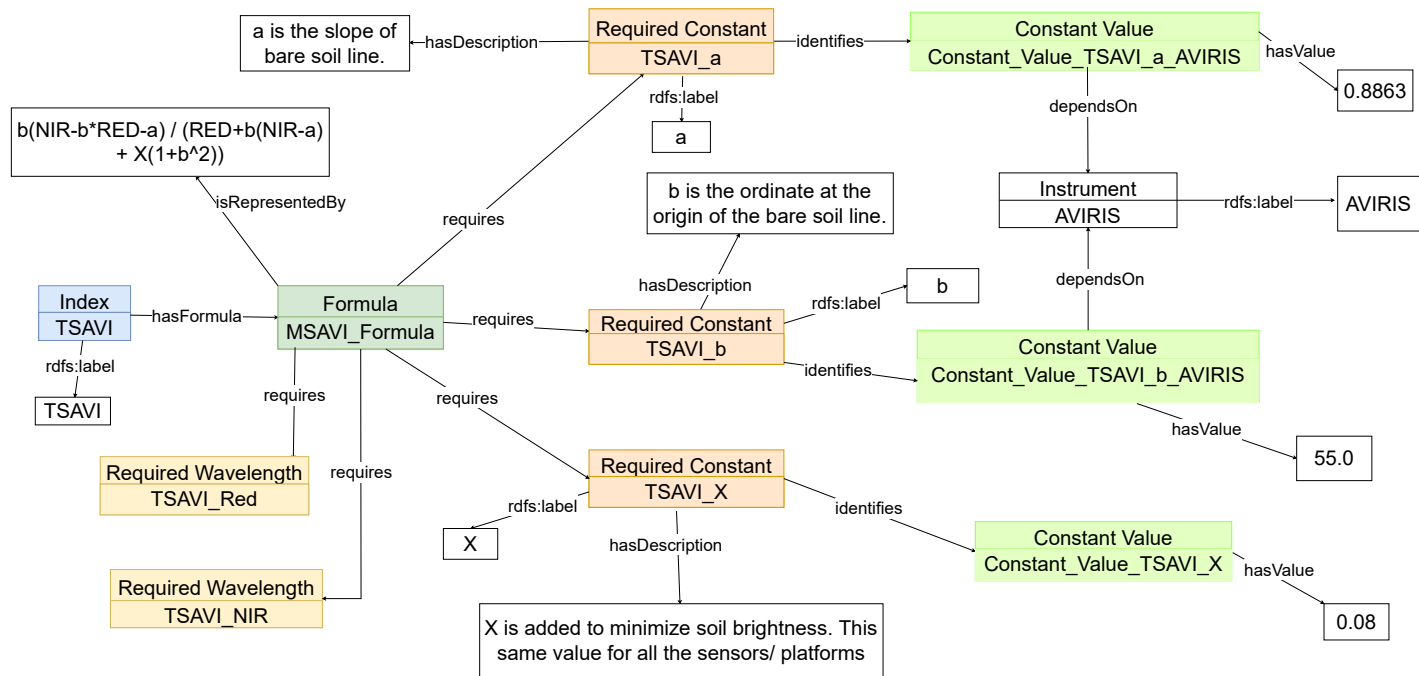 a is the slope of
bare soil line.
hasDescription
Required Constant
TSAVI_a
identifies
Constant Value
Constant_Value_TSAVI_a_AVIRIS
hasValue
0.8863
rdfs:label
a
dependsOn
b(NIR-b*RED-a) / (RED+b(NIR-a)
+ X(1+b^2))
isRepresentedBy
requires
b is the ordinate at the
origin of the bare soil line.
Instrument
AVIRIS
rdfs:label
AVIRIS
hasDescription
dependsOn
rdfs:label
b
Index
TSAVI
hasFormula
Formula
MSAVI_Formula
requires
Required Constant
TSAVI_b
identifies
Constant Value
Constant_Value_TSAVI_b_AVIRIS
hasValue
55.0
rdfs:label
TSAVI
requires
requires
requires
Required Wavelength
TSAVI_Red
Required Constant
TSAVI_X
rdfs:label
X
hasDescription
identifies
Constant Value
Constant_Value_TSAVI_X
hasValue
0.08
Required Wavelength
TSAVI_NIR
X is added to minimize soil brightness. This
same value for all the sensors/ platforms